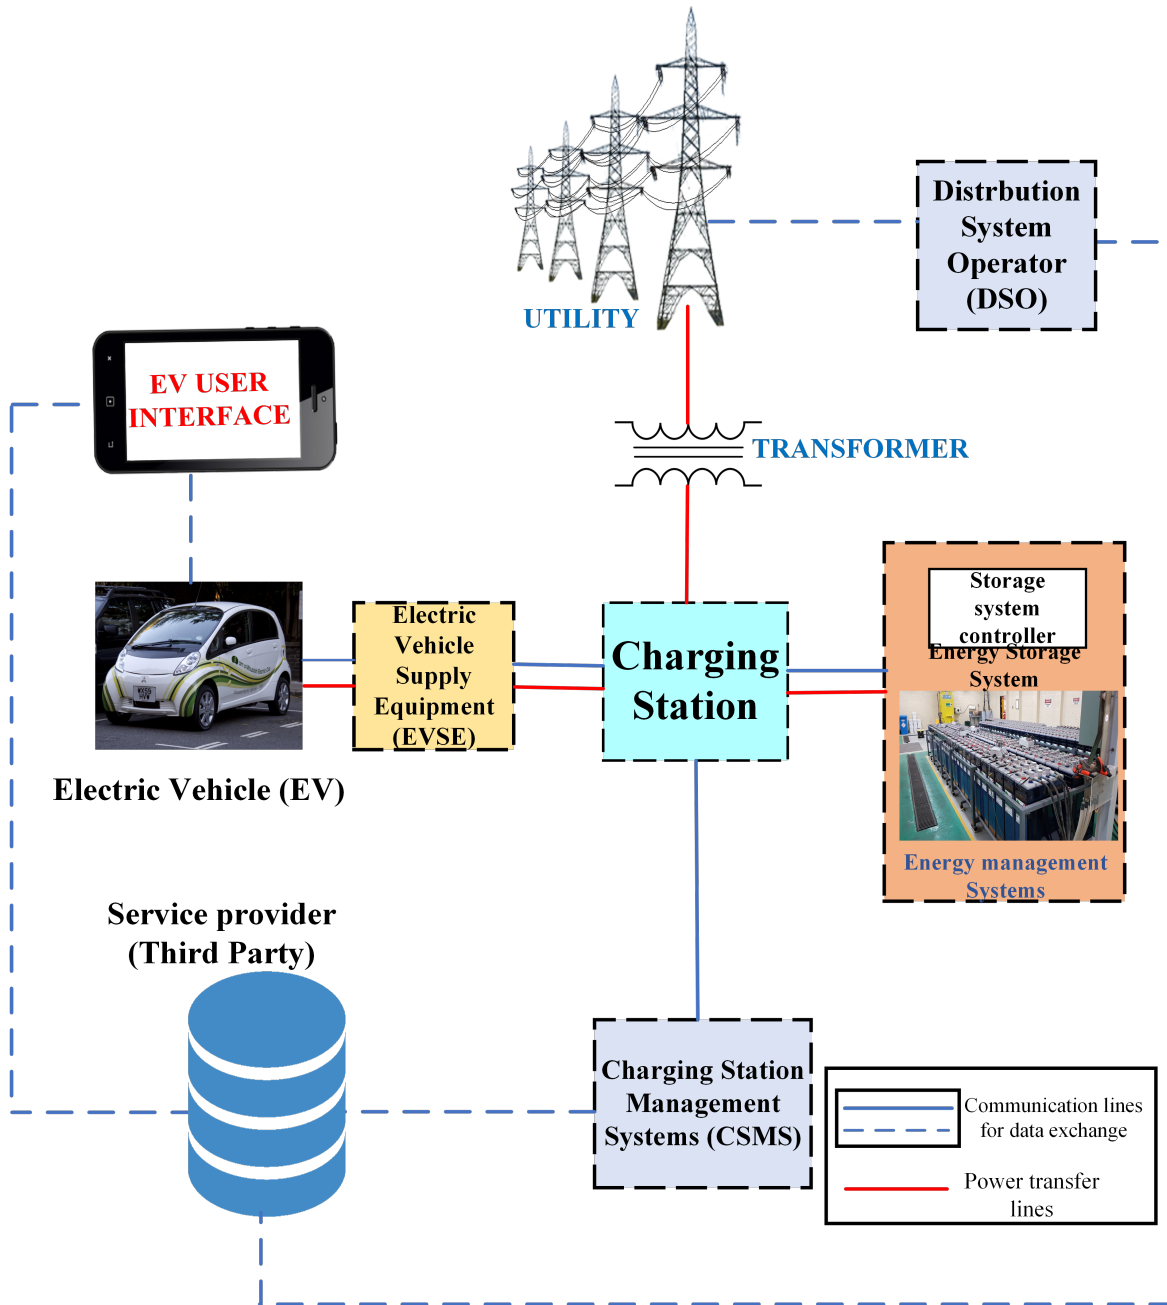 Distrbution
System
Operator
(DSO)
UTILITY
EV USER
INTERFACE
TRANSFORMER
Storage
system
controller
Energy Storage
System
Electric
Vehicle
Supply
Equipment
(EVSE)
Charging
Station
Electric Vehicle (EV)
Energy management
Systems
Service provider
(Third Party)
Charging Station
Management
Systems (CSMS)
Communication lines
for data exchange
Power transfer
lines